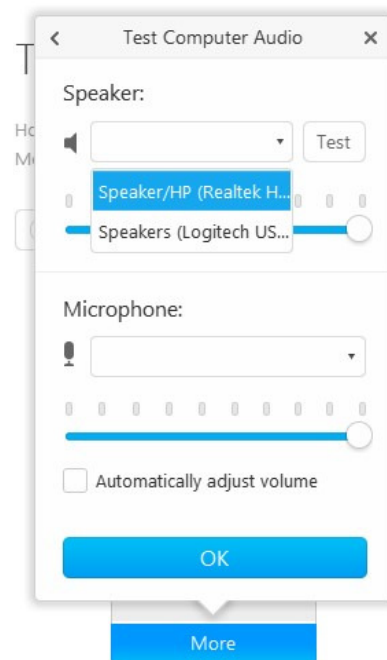 Test Computer Audio
Speaker:
Test
Speaker/HP (Realtek H...
Speakers (Logitech US...
Microphone:
Automatically adjust volume
OK
More